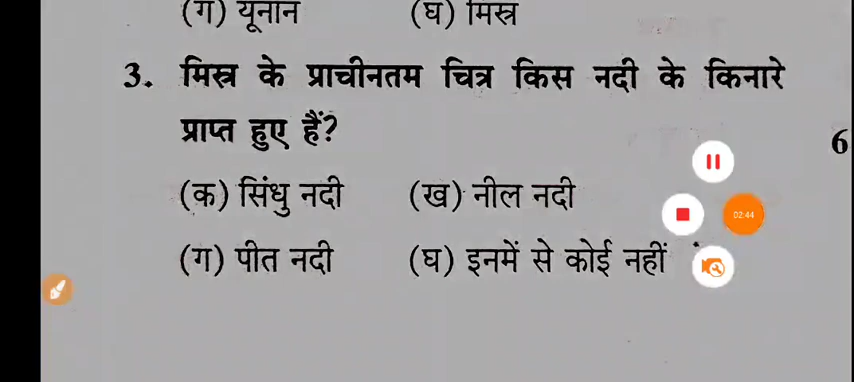 (ग) यूनान (घ) मिस्र
3. मिस्र के प्राचीनतम चित्र किस नदी के किनारे
प्राप्त हुए हैं?
6
(क) सिंधु नदी (ख) नील नदी
02:44
(ग) पीत नदी (घ) इनमें से कोई नहीं